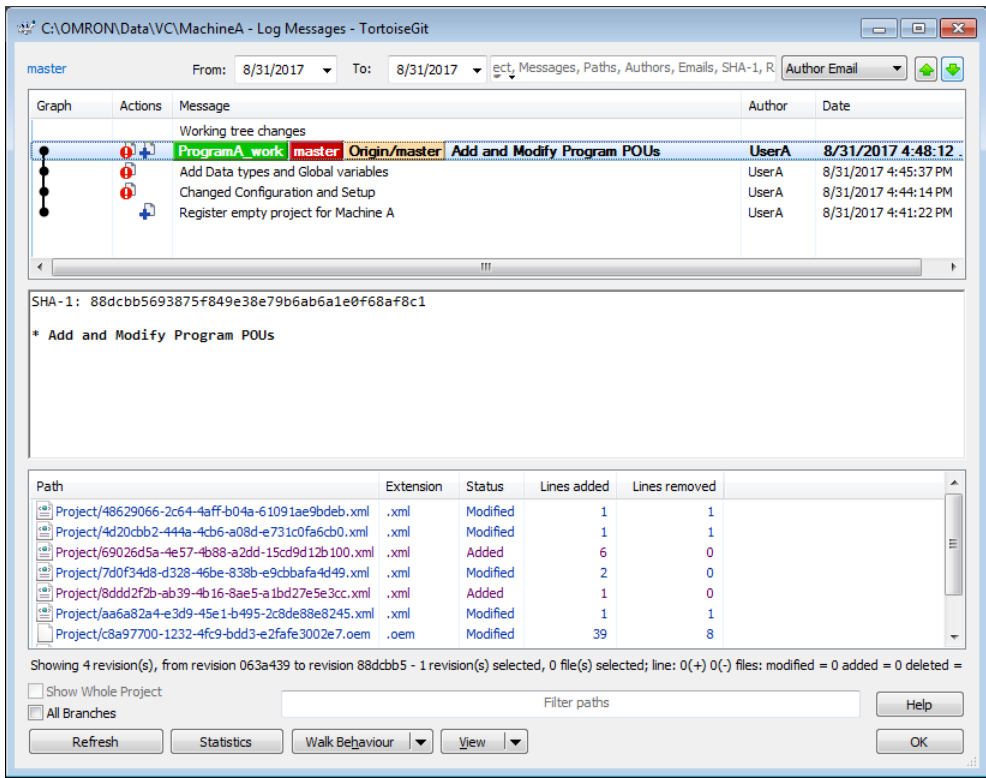 C:\OMRON\Data\VC\MachineA - Log Messages - TortoiseGit
master From: 8/31/2017 To: 8/31/2017 ect, Messages, Paths, Authors, Emails, SHA-1, R Author Email
Graph Actions Message Author Date
Working tree changes
ProgramA_work master Origin/master Add and Modify Program POUs UserA 8/31/2017 4:48:12 .
Add Data types and Global variables UserA 8/31/2017 4:45:37 PM
Changed Configuration and Setup UserA 8/31/2017 4:44:14 PM
Register empty project for Machine A UserA 8/31/2017 4:41:22 PM
SHA-1: 88dcbb5693875f849e38e79b6ab6a1e0f68af8c1
* Add and Modify Program POUs
Path Extension Status Lines added Lines removed
Project/48629066-2c64-4aff-b04a-61091ae9bdeb.xml .xml Modified 1 1
Project/4d20cbb2-444a-4cb6-a08d-e731c0fa6cb0.xml .xml Modified 1 1
Project/69026d5a-4e57-4b88-a2dd-15cd9d12b100.xml .xml Added 6 0
Project/7d0f34d8-d328-46be-838b-e9cbbafa4d49.xml .xml Modified 2 0
Project/8ddd2f2b-ab39-4b16-8ae5-a1bd27e5e3cc.xml .xml Added 1 0
Project/aa6a82a4-e3d9-45e1-b495-2c8de88e8245.xml .xml Modified 1 1
Project/c8a97700-1232-4fc9-bdd3-e2fafe3002e7.oem .oem Modified 39 8
Showing 4 revision(s), from revision 063a439 to revision 88dcbb5 - 1 revision(s) selected, 0 file(s) selected; line: 0(+) 0(-) files: modified = 0 added = 0 deleted =
Show Whole Project
Filter paths
Help
All Branches
Refresh Statistics Walk Behaviour View OK